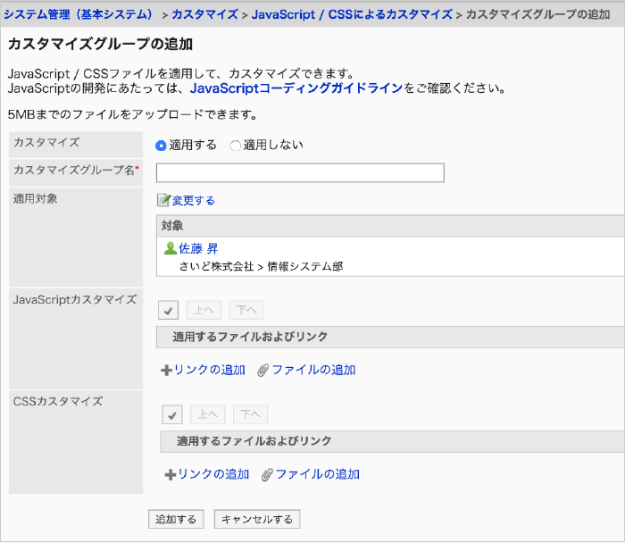 システム管理（基本システム） > カスタマイズ > JavaScript / CSSによるカスタマイズ > カスタマイズグループの追加
カスタマイズグループの追加
JavaScript / CSSファイルを適用して、カスタマイズできます。
JavaScriptの開発にあたっては、JavaScriptコーディングガイドラインをご確認ください。
5MBまでのファイルをアップロードできます。
カスタマイズ 適用する 適用しない
カスタマイズグループ名*
適用対象 変更する
対象
佐藤 昇
さいど株式会社 > 情報システム部
JavaScriptカスタマイズ 上へ 下へ
適用するファイルおよびリンク
リンクの追加 ファイルの追加
CSSカスタマイズ 上へ 下へ
適用するファイルおよびリンク
リンクの追加 ファイルの追加
追加する キャンセルする